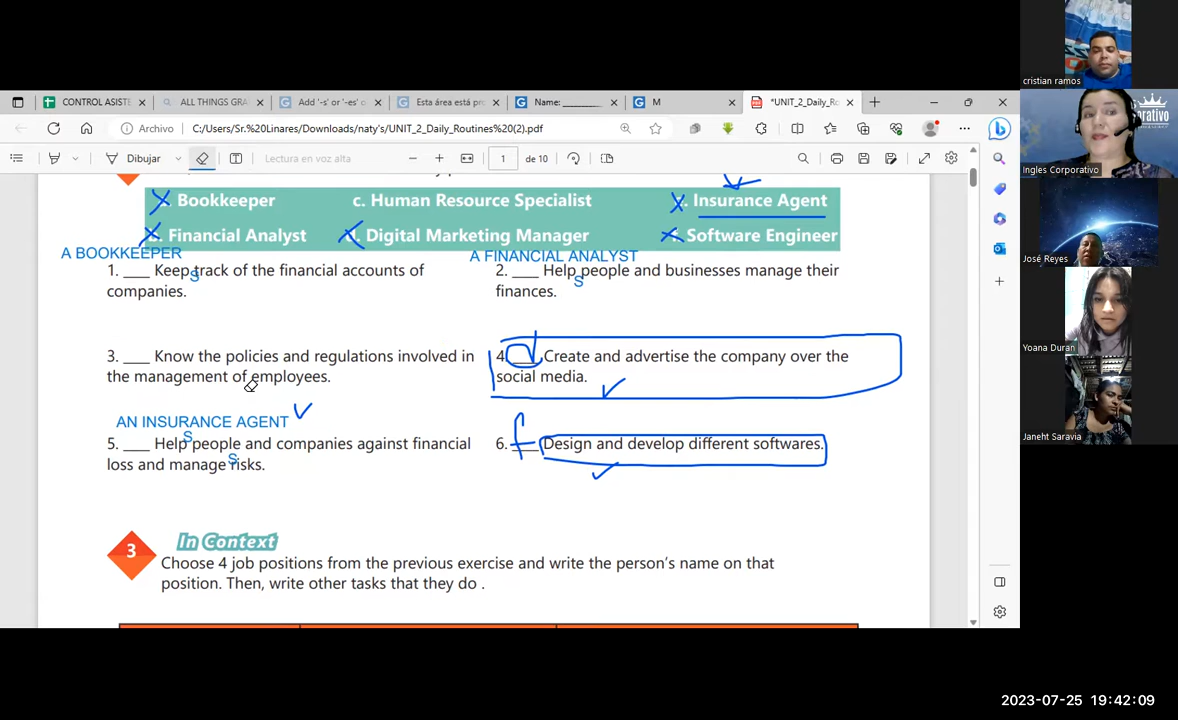 CONTROL ASISTE
ALL THINGS GRA
Add '-s' or '-es' o
Esta área está pro
Name: ________
M
*UNIT_2_Daily_Ro
Archivo
C:/Users/Sr.%20Linares/Downloads/naty's/UNIT_2_Daily_Routines%20(2).pdf
Dibujar
Lectura en voz alta
1
de 10
Bookkeeper
c. Human Resource Specialist
Insurance Agent
Financial Analyst
Digital Marketing Manager
Software Engineer
A BOOKKEEPER
A FINANCIAL ANALYST
1. ____ Keep track of the financial accounts of
s
companies.
2. ____ Help people and businesses manage their
s
finances.
3. ____ Know the policies and regulations involved in
the management of employees.
4. d Create and advertise the company over the
social media.
AN INSURANCE AGENT
5. ____ Help people and companies against financial
s
loss and manage risks.
s
6. f Design and develop different softwares.
3
In Context
Choose 4 job positions from the previous exercise and write the person's name on that
position. Then, write other tasks that they do .
cristian ramos
arativo
Ingles Corporativo
José Reyes
Yoana Duran
Janeht Saravia
2023-07-25 19:42:09